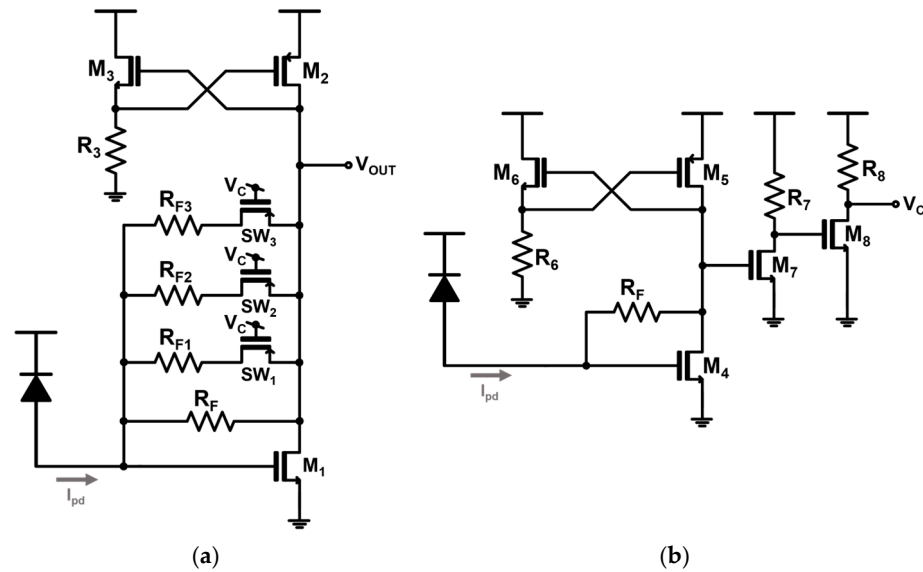 M3
M2
R3
VOUT
VC
RF3
SW3
VC
RF2
SW2
VC
RF1
SW1
RF
M1
Ipd
(a)
M6
M5
R6
R7
R8
VC
M7
M8
RF
M4
Ipd
(b)